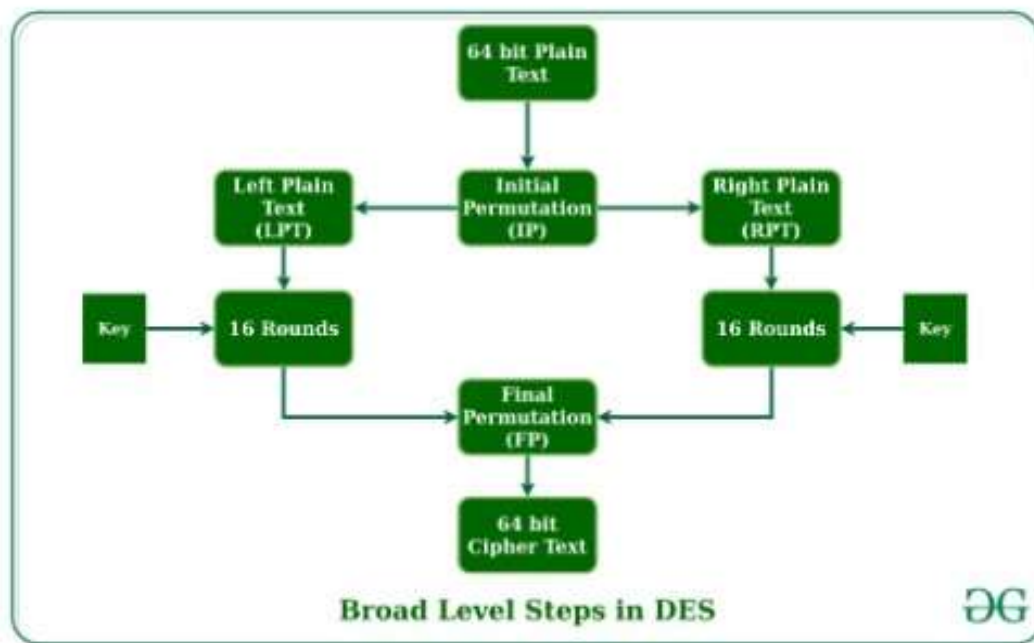 64 bit Plain
Text
Left Plain
Text
(LPT)
Initial
Permutation
(IP)
Right Plain
Text
(RPT)
Key
16 Rounds
16 Rounds
Key
Final
Permutation
(FP)
64 bit
Cipher Text
Broad Level Steps in DES